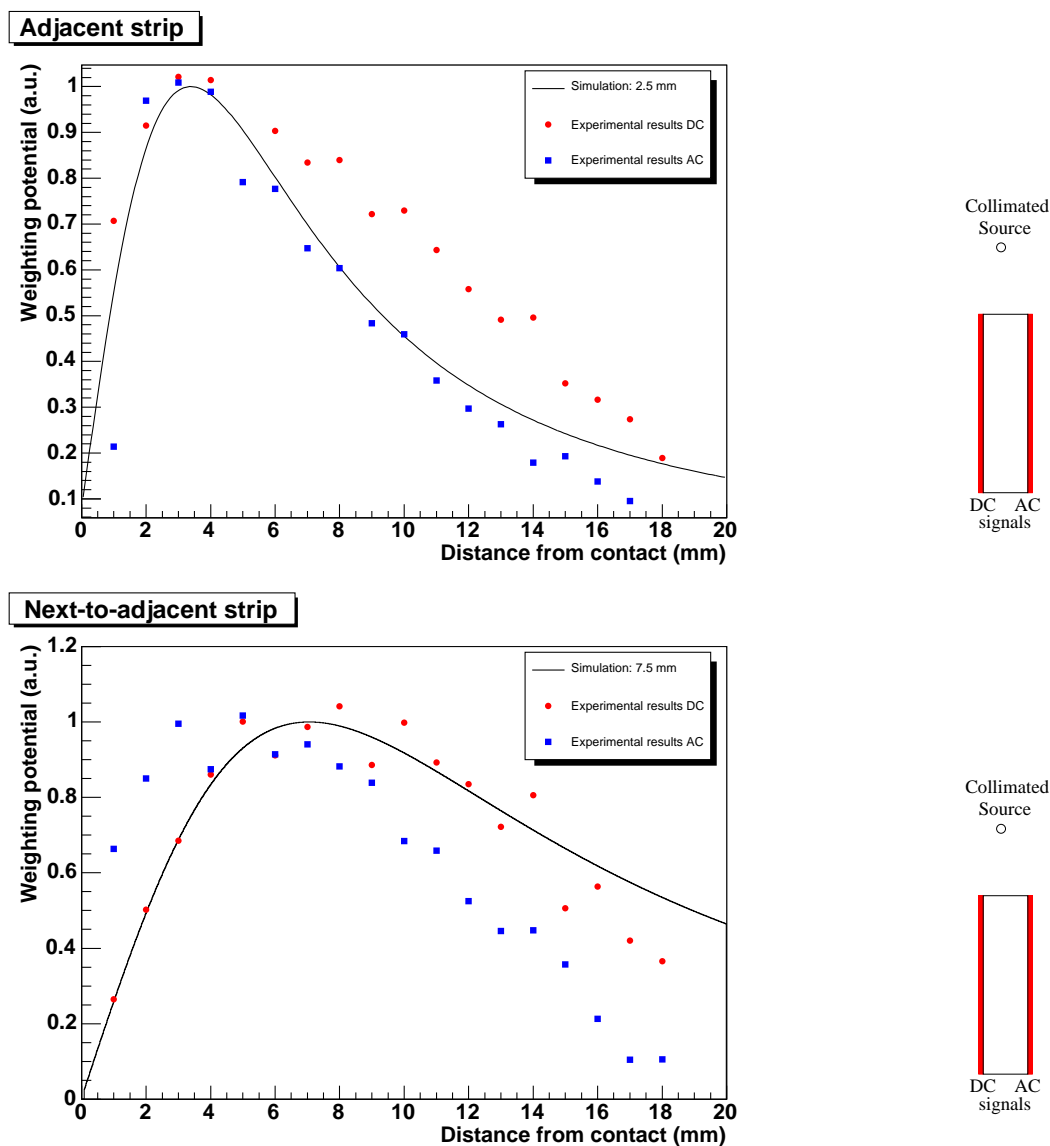 Adjacent strip
Weighting potential (a.u.)
1
0.9
0.8
0.7
0.6
0.5
0.4
0.3
0.2
0.1
Simulation: 2.5 mm
Experimental results DC
Experimental results AC
0 2 4 6 8 10 12 14 16 18 20
Distance from contact (mm)
Collimated
Source
DC AC
signals
Next-to-adjacent strip
Weighting potential (a.u.)
1.2
1
0.8
0.6
0.4
0.2
0
Simulation: 7.5 mm
Experimental results DC
Experimental results AC
0 2 4 6 8 10 12 14 16 18 20
Distance from contact (mm)
Collimated
Source
DC AC
signals